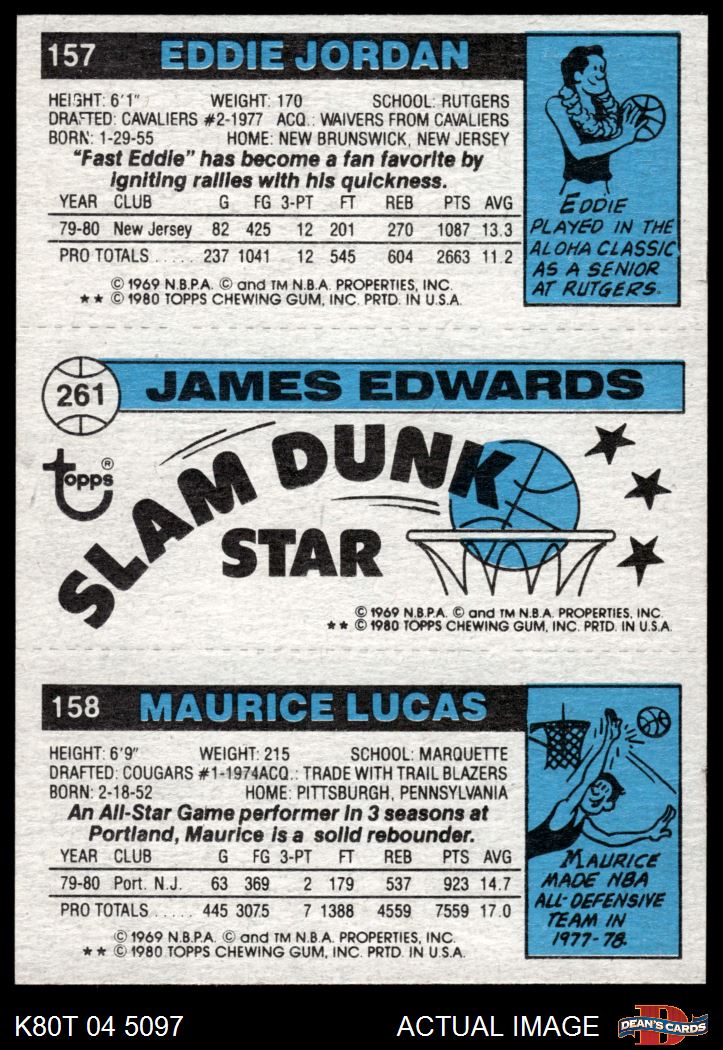 157 EDDIE JORDAN
HEIGHT: 6'1" WEIGHT: 170 SCHOOL: RUTGERS
DRAFTED: CAVALIERS #2-1977 ACQ.: WAIVERS FROM CAVALIERS
BORN: 1-29-55 HOME: NEW BRUNSWICK, NEW JERSEY
"Fast Eddie" has become a fan favorite by
igniting rallies with his quickness.
YEAR CLUB G FG 3-PT FT REB PTS AVG
79-80 New Jersey 82 425 12 201 270 1087 13.3
PRO TOTALS ..... 237 1041 12 545 604 2663 11.2
© 1969 N.B.P.A. © and TM N.B.A. PROPERTIES, INC.
★★ © 1980 TOPPS CHEWING GUM, INC. PRTD. IN U.S.A.
EDDIE
PLAYED IN THE
ALOHA CLASSIC
AS A SENIOR
AT RUTGERS.
261 JAMES EDWARDS
topps®
SLAM DUNK
STAR
© 1969 N.B.P.A. © and TM N.B.A. PROPERTIES, INC.
★★ © 1980 TOPPS CHEWING GUM, INC. PRTD. IN U.S.A.
158 MAURICE LUCAS
HEIGHT: 6'9" WEIGHT: 215 SCHOOL: MARQUETTE
DRAFTED: COUGARS #1-1974 ACQ.: TRADE WITH TRAIL BLAZERS
BORN: 2-18-52 HOME: PITTSBURGH, PENNSYLVANIA
An All-Star Game performer in 3 seasons at
Portland, Maurice is a solid rebounder.
YEAR CLUB G FG 3-PT FT REB PTS AVG
79-80 Port. N.J. 63 369 2 179 537 923 14.7
PRO TOTALS ..... 445 3075 7 1388 4559 7559 17.0
© 1969 N.B.P.A. © and TM N.B.A. PROPERTIES, INC.
★★ © 1980 TOPPS CHEWING GUM, INC. PRTD. IN U.S.A.
MAURICE
MADE NBA
ALL-DEFENSIVE
TEAM IN
1977-78.
K80T 04 5097 ACTUAL IMAGE
D
DEAN'S CARDS